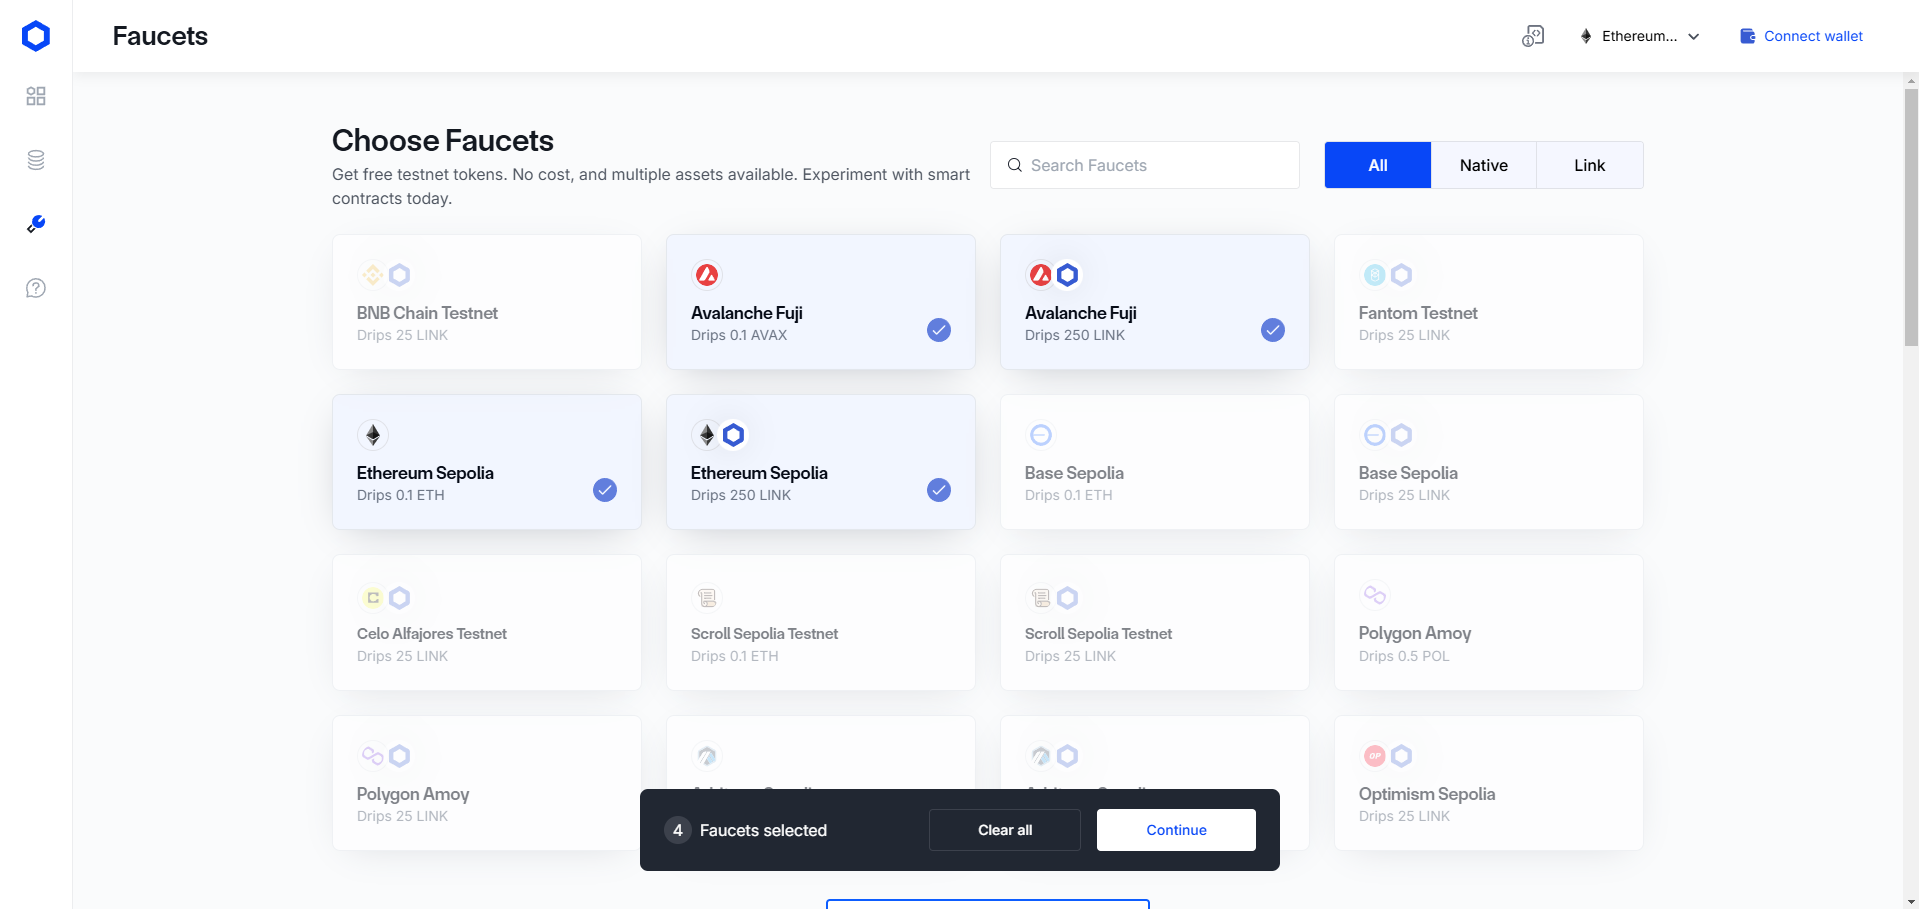 Faucets
Ethereum...
Connect wallet
Choose Faucets
Get free testnet tokens. No cost, and multiple assets available. Experiment with smart
contracts today.
Search Faucets
All
Native
Link
BNB Chain Testnet
Drips 25 LINK
Avalanche Fuji
Drips 0.1 AVAX
Avalanche Fuji
Drips 250 LINK
Fantom Testnet
Drips 25 LINK
Ethereum Sepolia
Drips 0.1 ETH
Ethereum Sepolia
Drips 250 LINK
Base Sepolia
Drips 0.1 ETH
Base Sepolia
Drips 25 LINK
Celo Alfajores Testnet
Drips 25 LINK
Scroll Sepolia Testnet
Drips 0.1 ETH
Scroll Sepolia Testnet
Drips 25 LINK
Polygon Amoy
Drips 0.5 POL
Polygon Amoy
Drips 25 LINK
OP
Optimism Sepolia
Drips 25 LINK
4 Faucets selected
Clear all
Continue